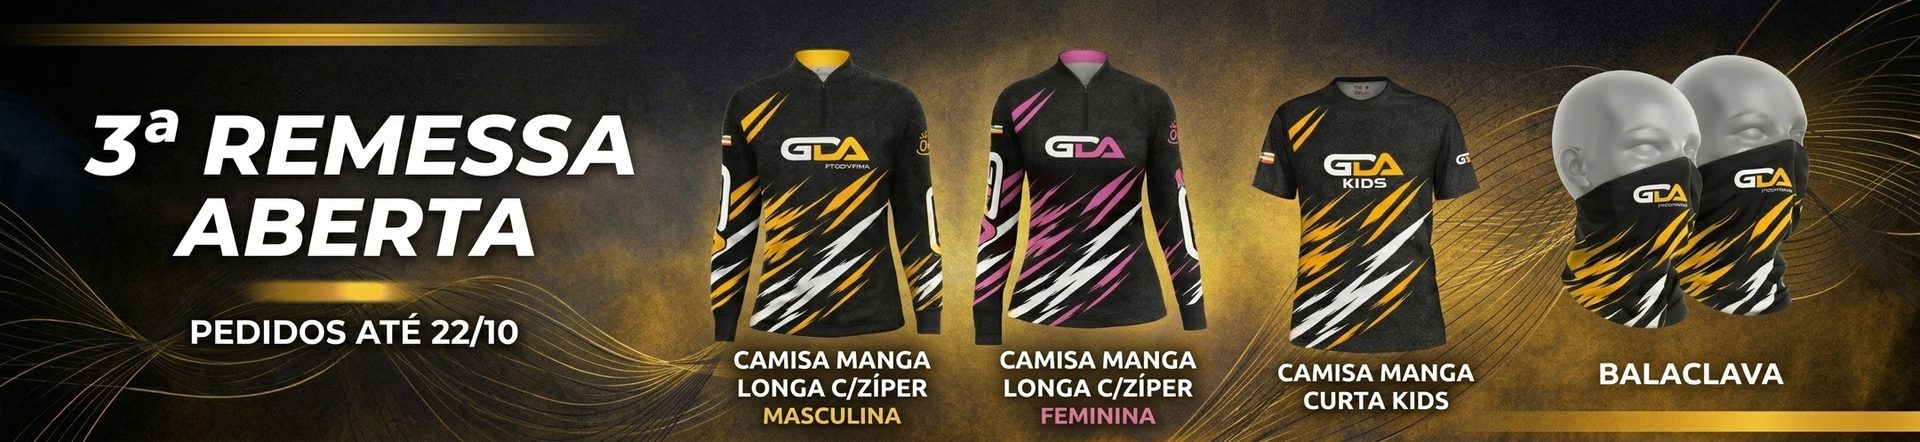 3ª REMESSA
ABERTA
PEDIDOS ATÉ 22/10
GDA
CAMISA MANGA
LONGA C/ZÍPER
MASCULINA
GDA
CAMISA MANGA
LONGA C/ZÍPER
FEMININA
GDA
KIDS
CAMISA MANGA
CURTA KIDS
GDA
GDA
BALACLAVA